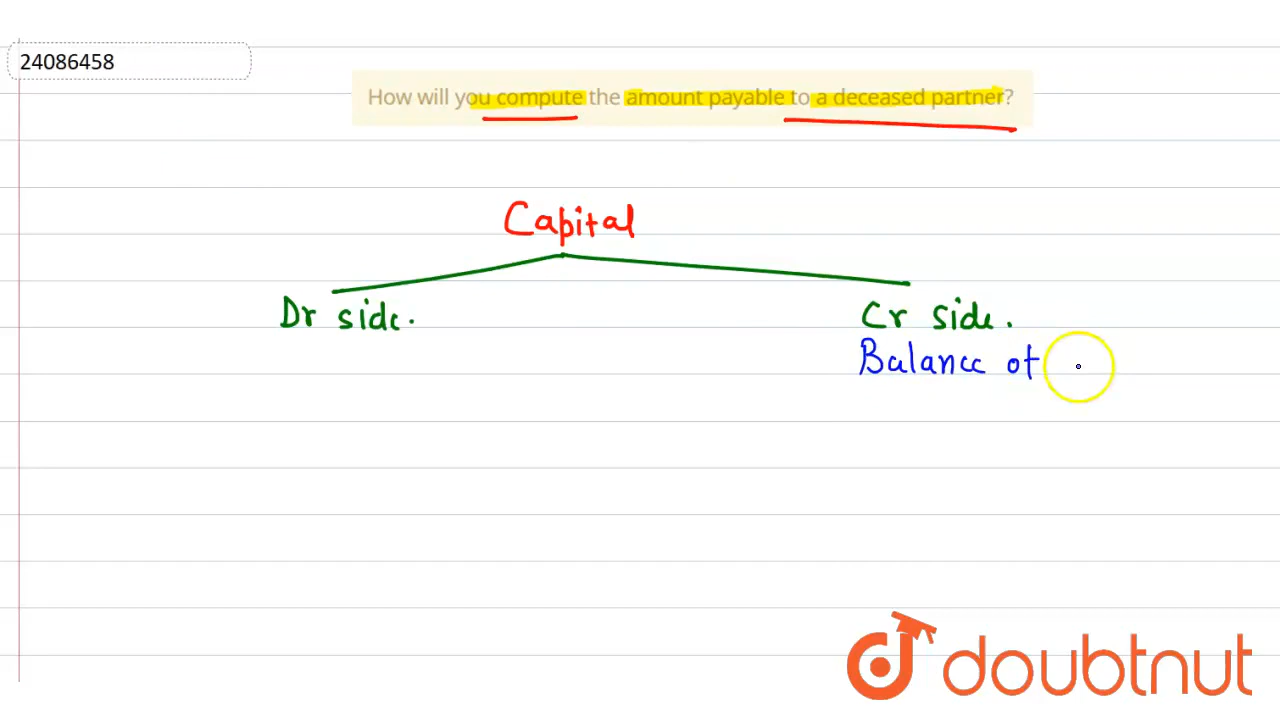 24086458
How will you compute the amount payable to a deceased partner?
Capital
Dr side.
Cr side.
Balance of
doubtnut